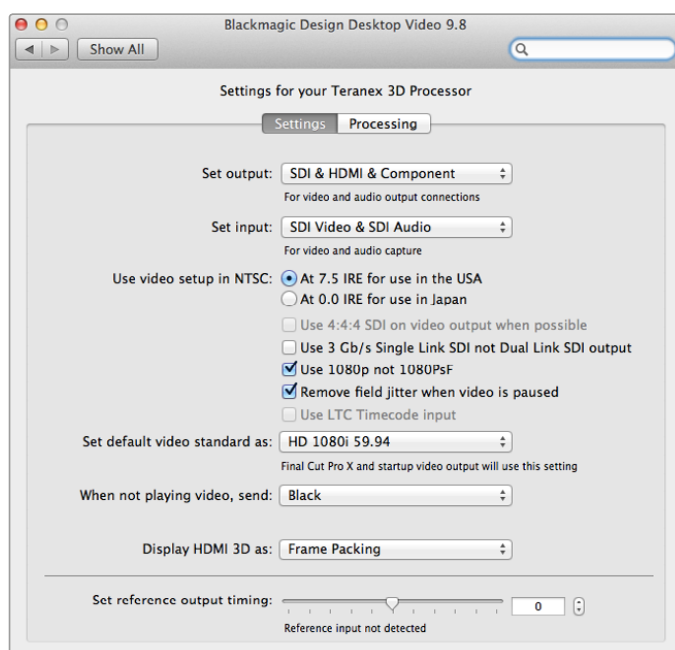 Blackmagic Design Desktop Video 9.8
Show All
Settings for your Teranex 3D Processor
Settings Processing
Set output: SDI & HDMI & Component
For video and audio output connections
Set input: SDI Video & SDI Audio
For video and audio capture
Use video setup in NTSC: At 7.5 IRE for use in the USA
At 0.0 IRE for use in Japan
Use 4:4:4 SDI on video output when possible
Use 3 Gb/s Single Link SDI not Dual Link SDI output
Use 1080p not 1080PsF
Remove field jitter when video is paused
Use LTC Timecode input
Set default video standard as: HD 1080i 59.94
Final Cut Pro X and startup video output will use this setting
When not playing video, send: Black
Display HDMI 3D as: Frame Packing
Set reference output timing: 0
Reference input not detected